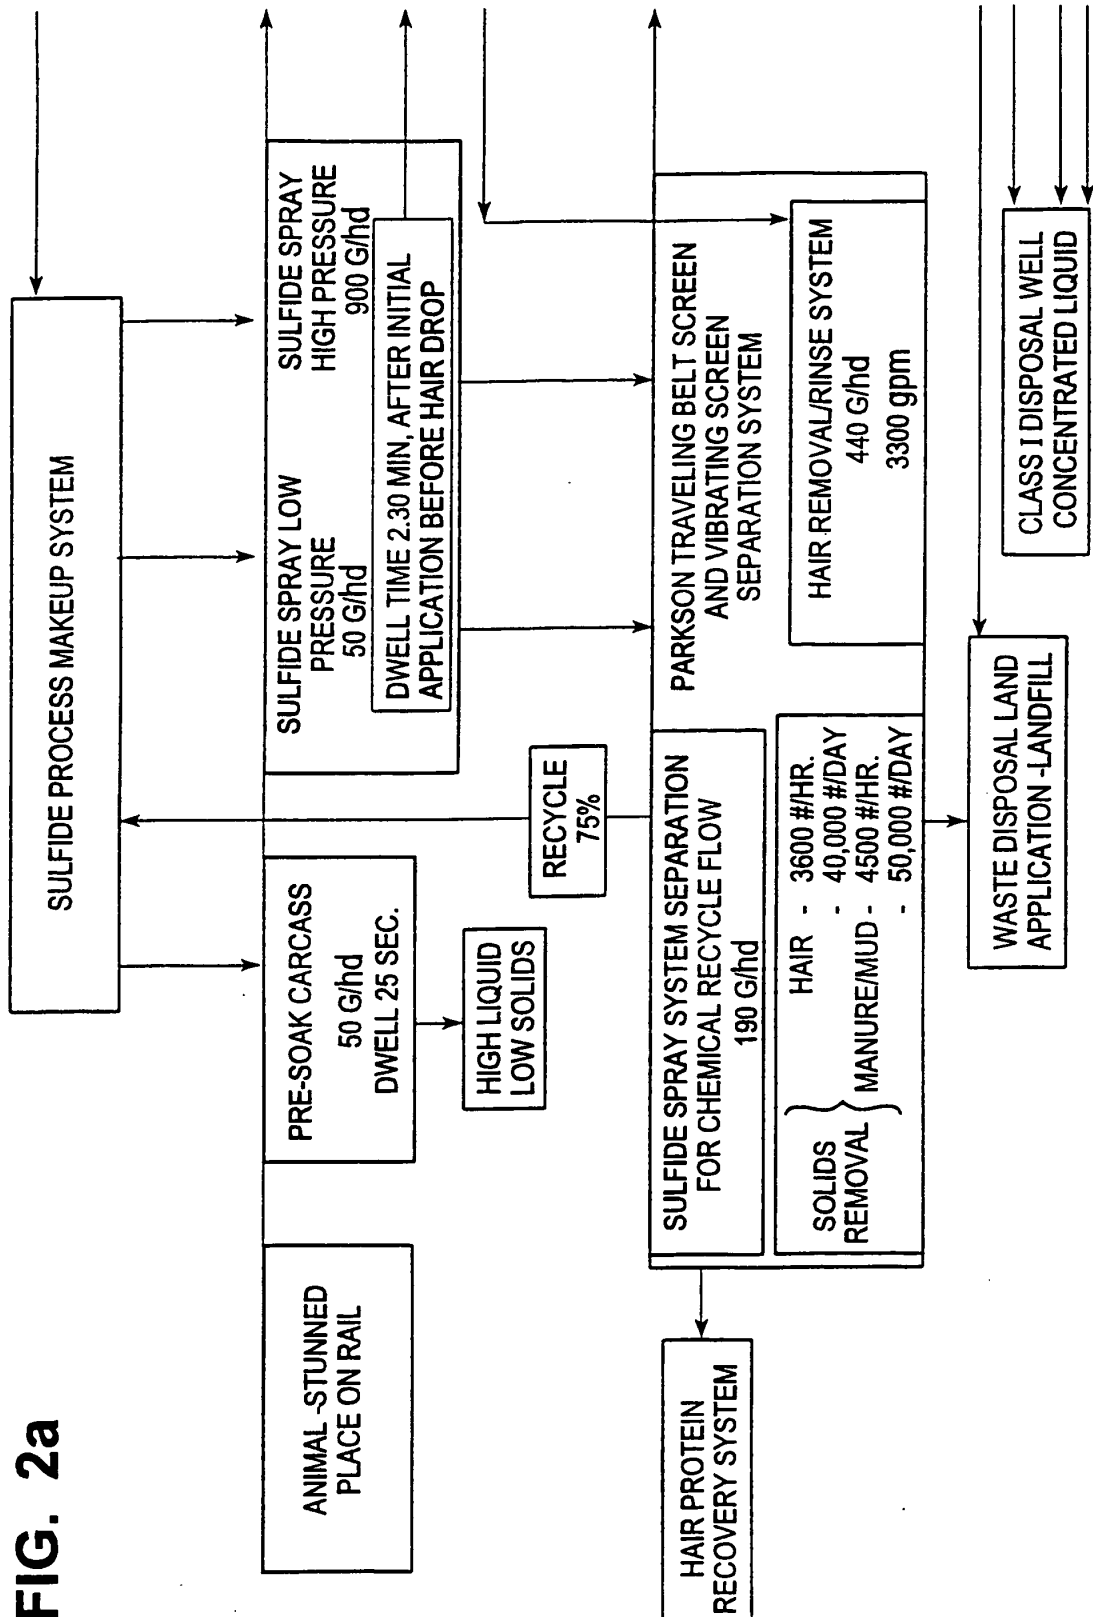 FIG. 2a
SULFIDE PROCESS MAKEUP SYSTEM
ANIMAL -STUNNED
PLACE ON RAIL
PRE-SOAK CARCASS
50 G/hd
DWELL 25 SEC.
HIGH LIQUID
LOW SOLIDS
SULFIDE SPRAY LOW
PRESSURE
50 G/hd
SULFIDE SPRAY
HIGH PRESSURE
900 G/hd
DWELL TIME 2.30 MIN, AFTER INITIAL
APPLICATION BEFORE HAIR DROP
RECYCLE
75%
HAIR PROTEIN
RECOVERY SYSTEM
SULFIDE SPRAY SYSTEM SEPARATION
FOR CHEMICAL RECYCLE FLOW
190 G/hd
PARKSON TRAVELING BELT SCREEN
AND VIBRATING SCREEN
SEPARATION SYSTEM
SOLIDS
REMOVAL
HAIR - 3600 #/HR.
- 40,000 #/DAY
MANURE/MUD - 4500 #/HR.
- 50,000 #/DAY
HAIR REMOVAL/RINSE SYSTEM
440 G/hd
3300 gpm
WASTE DISPOSAL LAND
APPLICATION -LANDFILL
CLASS I DISPOSAL WELL
CONCENTRATED LIQUID